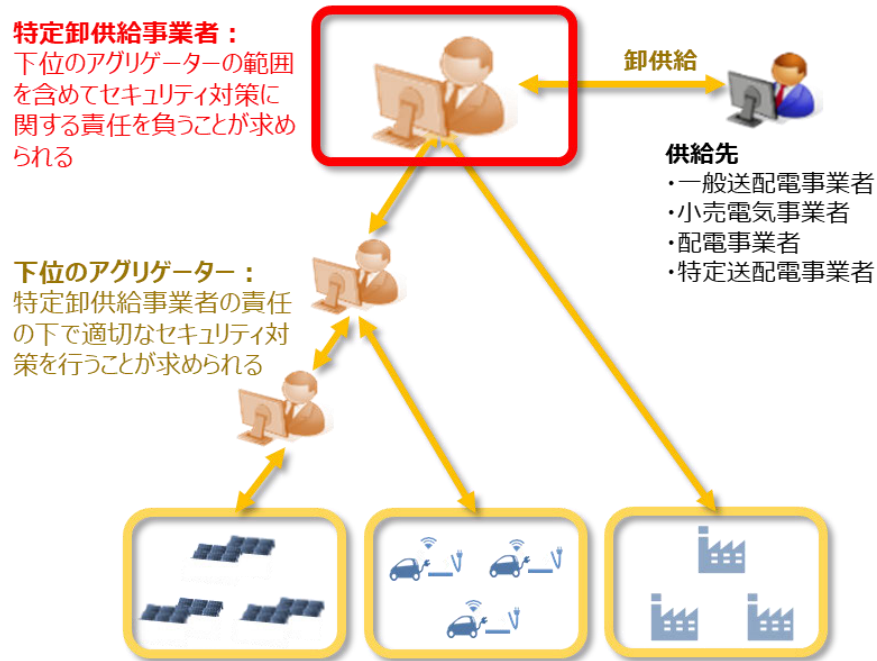 特定卸供給事業者：
下位のアグリゲーターの範囲
を含めてセキュリティ対策に
関する責任を負うことが求め
られる
卸供給
供給先
・一般送配電事業者
・小売電気事業者
・配電事業者
・特定送配電事業者
下位のアグリゲーター：
特定卸供給事業者の責任
の下で適切なセキュリティ対
策を行うことが求められる